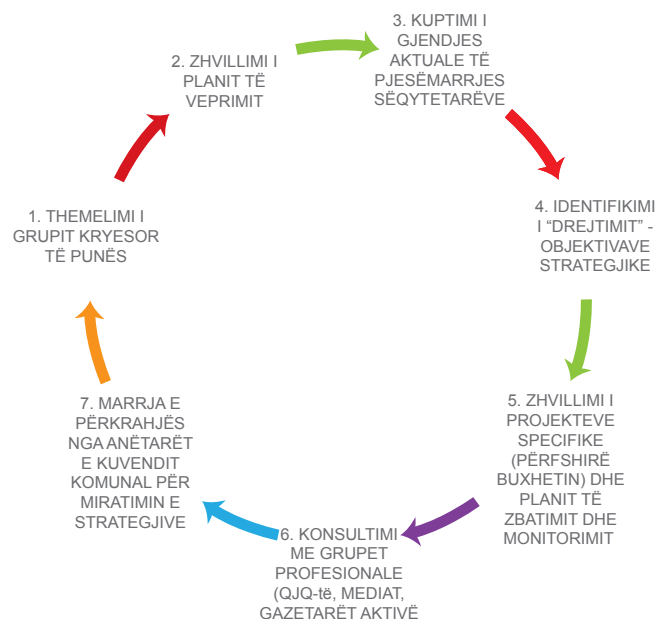 1. THEMELIMI I
GRUPIT KRYESOR
TË PUNËS
2. ZHVILLIMI I
PLANIT TË
VEPRIMIT
3. KUPTIMI I
GJENDJES
AKTUALE TË
PJESËMARRJES
SËQYTETARËVE
4. IDENTIFIKIMI
I “DREJTIMIT” -
OBJEKTIVAVE
STRATEGJIKE
5. ZHVILLIMI I
PROJEKTEVE
SPECIFIKE
(PËRFSHIRË
BUXHETIN) DHE
PLANIT TË
ZBATIMIT DHE
MONITORIMIT
6. KONSULTIMI
ME GRUPET
PROFESIONALE
(QJQ-të, MEDIAT,
GAZETARËT AKTIVË
7. MARRJA E
PËRKRAHJËS
NGA ANËTARËT
E KUVENDIT
KOMUNAL PËR
MIRATIMIN E
STRATEGJIVE